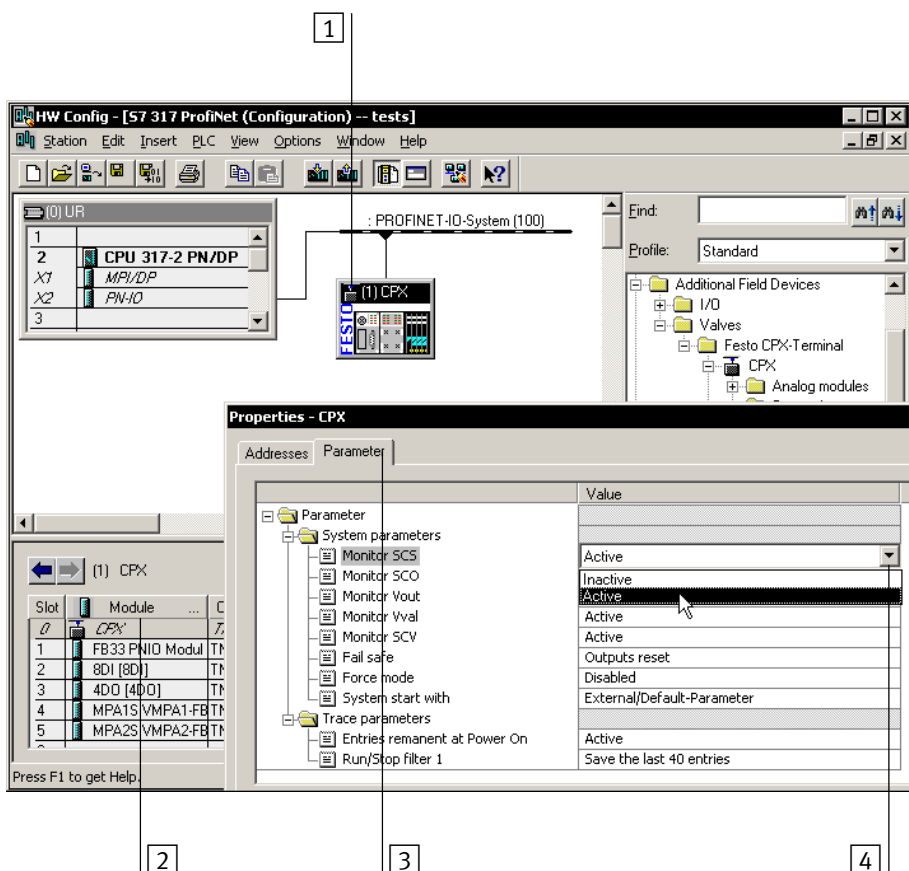 1
HW Config - [S7 317 ProfiNet (Configuration) -- tests]
Station Edit Insert PLC View Options Window Help
(0) UR
1
2 CPU 317-2 PN/DP
X1 MPI/DP
X2 PN-IO
3
: PROFINET-IO-System (100)
(1) CPX
FESTO
Find:
Profile: Standard
Additional Field Devices
I/O
Valves
Festo CPX-Terminal
CPX
Analog modules
Properties - CPX
Addresses Parameter
Value
Parameter
System parameters
Monitor SCS Active
Monitor SCO Inactive
Monitor Vout Active
Monitor Vval Active
Monitor SCV Active
Fail safe Outputs reset
Force mode Disabled
System start with External/Default-Parameter
Trace parameters
Entries remanent at Power On Active
Run/Stop filter 1 Save the last 40 entries
(1) CPX
Slot Module ...
0 CPX
1 FB33 PNIO Modul
2 8DI [8DI]
3 4DO [4DO]
4 MPA1S VMPA1-FB
5 MPA2S VMPA2-FB
Press F1 to get Help.
2 3 4